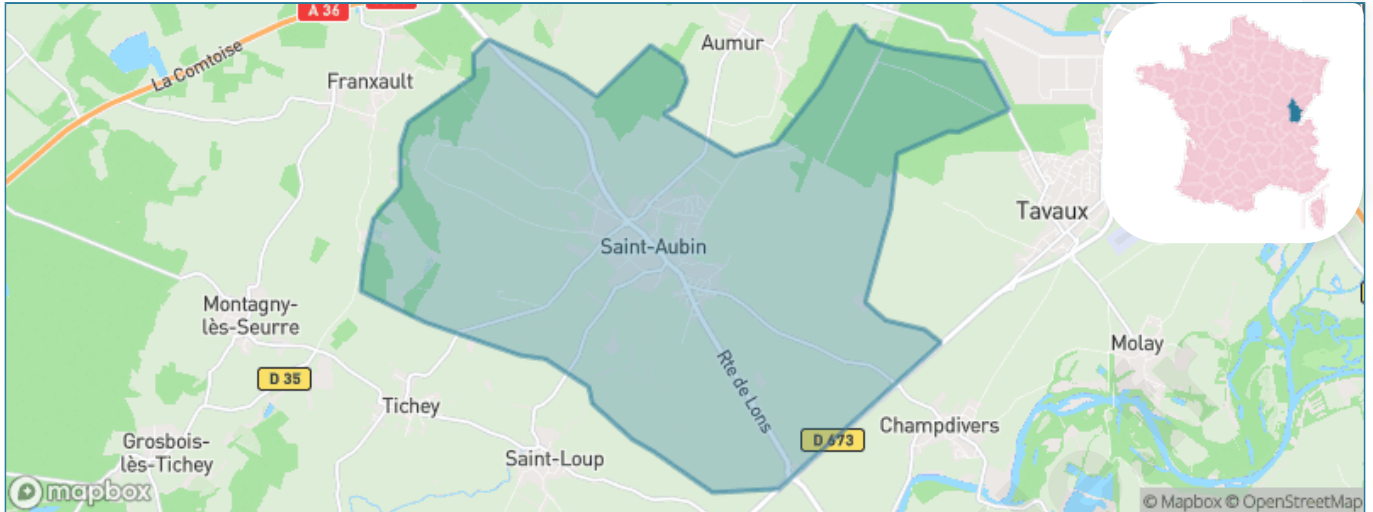 A 36
La Comtoise
Aumur
Franxault
Tavaux
Saint-Aubin
Montagny-
lès-Seurre
Molay
Rte de Lons
D 35
Tichey
Champdivers
D 673
Grosbois-
lès-Tichey
Saint-Loup
mapbox
© Mapbox © OpenStreetMap